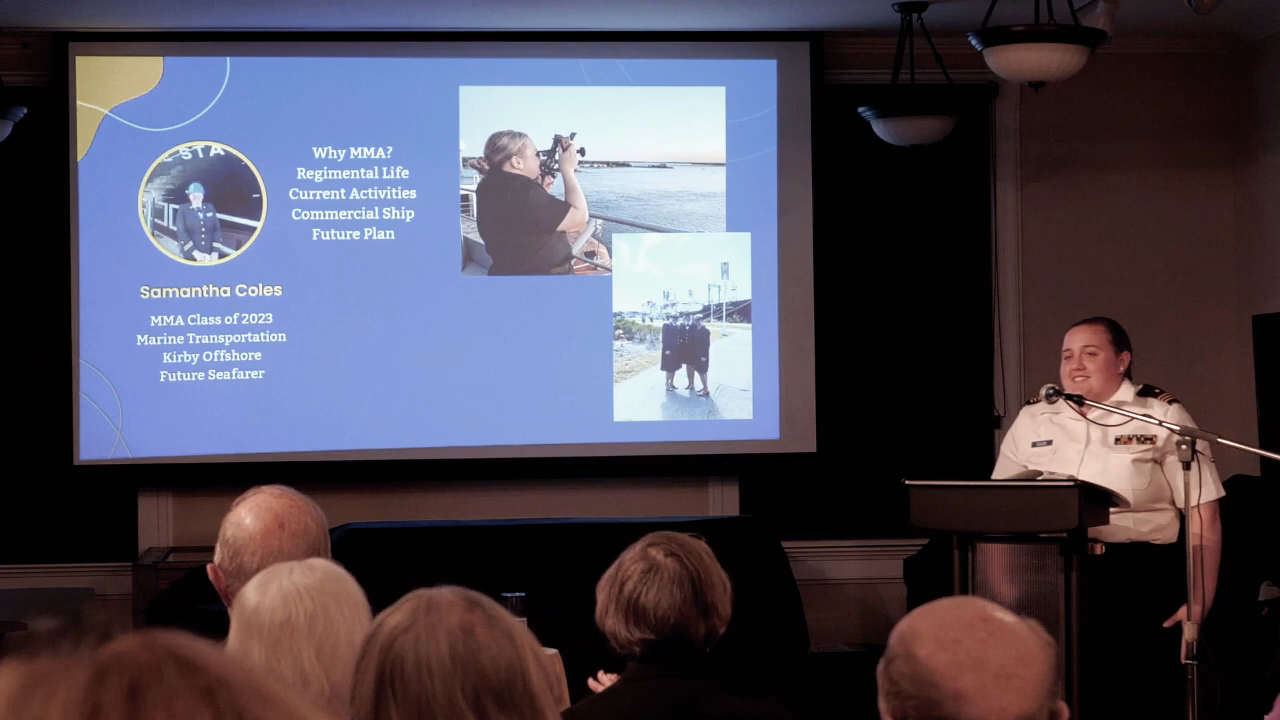 STA
Why MMA?
Regimental Life
Current Activities
Commercial Ship
Future Plan
Samantha Coles
MMA Class of 2023
Marine Transportation
Kirby Offshore
Future Seafarer